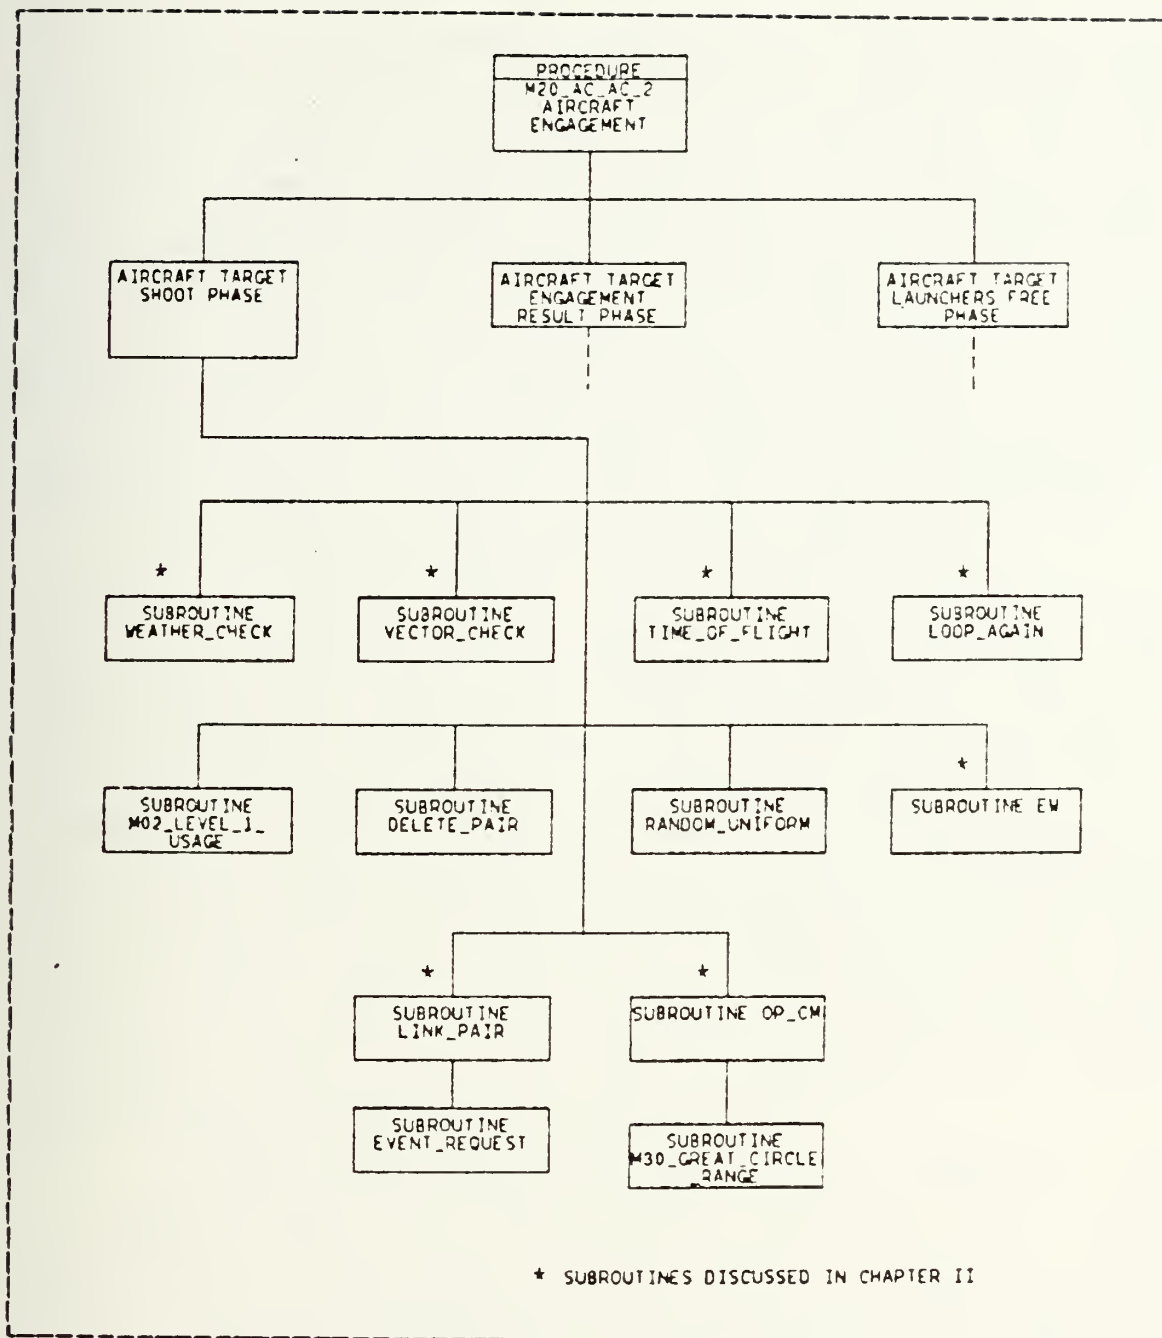 PROCEDURE
M20_AC_AC_2
AIRCRAFT
ENGAGEMENT
AIRCRAFT TARGET
SHOOT PHASE
AIRCRAFT TARGET
ENGAGEMENT
RESULT PHASE
AIRCRAFT TARGET
LAUNCHERS FREE
PHASE
*
SUBROUTINE
WEATHER_CHECK
*
SUBROUTINE
VECTOR_CHECK
*
SUBROUTINE
TIME_OF_FLIGHT
*
SUBROUTINE
LOOP_AGAIN
SUBROUTINE
M02_LEVEL_1_
USAGE
SUBROUTINE
DELETE_PAIR
SUBROUTINE
RANDOM_UNIFORM
*
SUBROUTINE EW
*
SUBROUTINE
LINK_PAIR
*
SUBROUTINE OP_CM
SUBROUTINE
EVENT_REQUEST
SUBROUTINE
M30_GREAT_CIRCLE
_RANGE
* SUBROUTINES DISCUSSED IN CHAPTER II